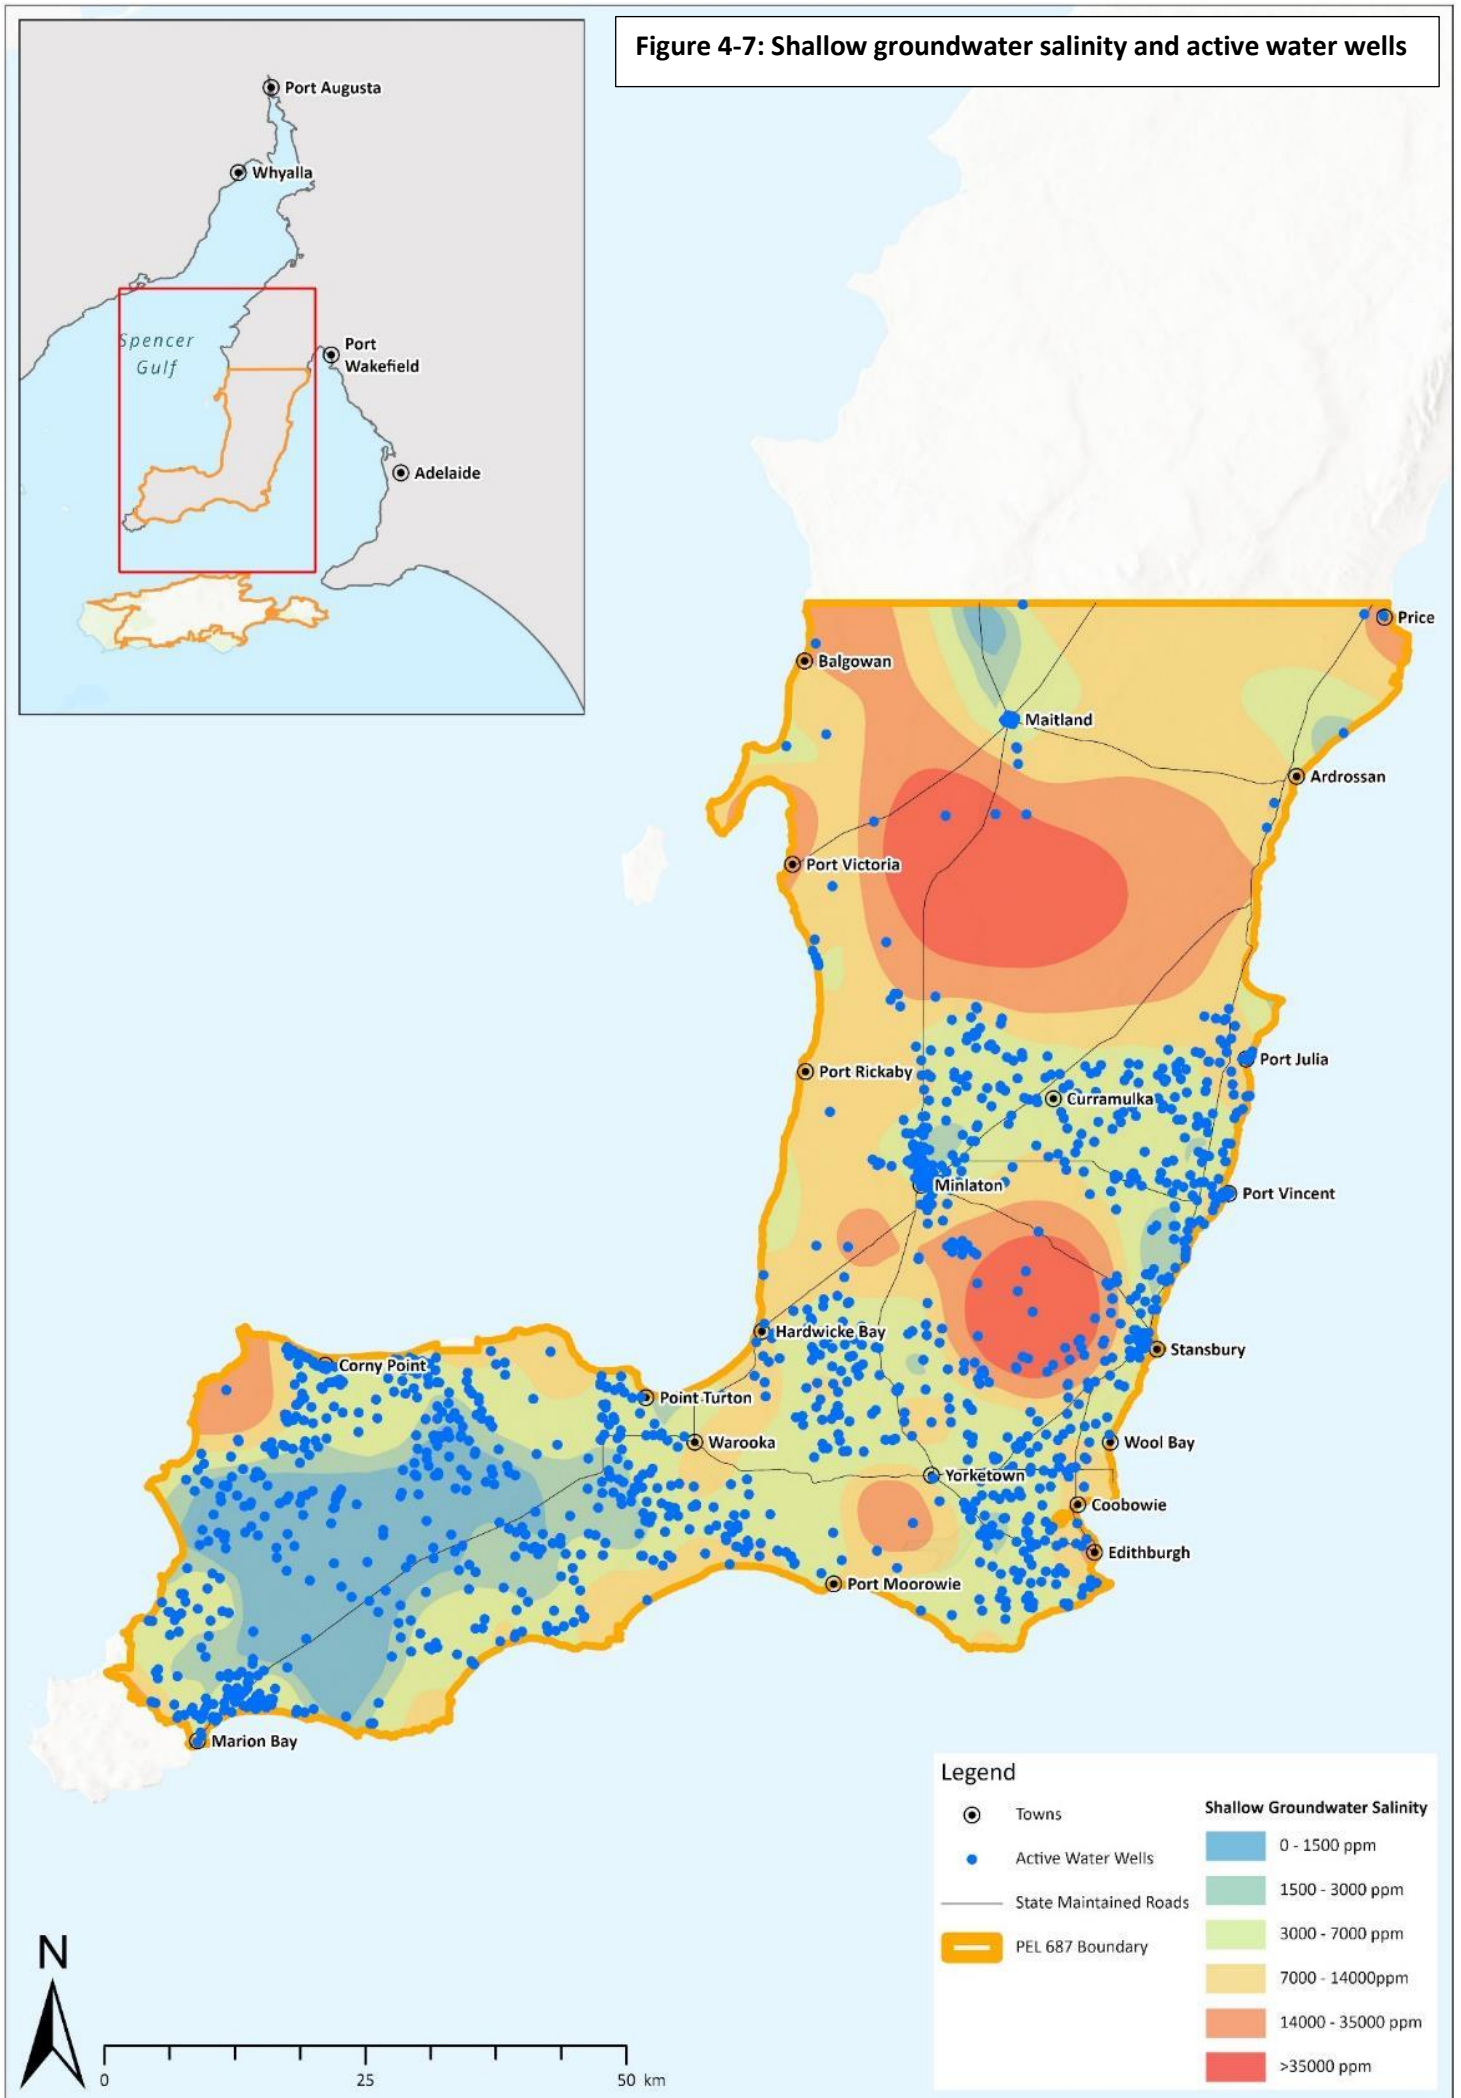 Figure 4-7: Shallow groundwater salinity and active water wells
Port Augusta
Whyalla
Spencer
Gulf
Port
Wakefield
Adelaide
Price
Balgowan
Maitland
Ardrossan
Port Victoria
Port Julia
Port Rickaby
Curramulka
Minlaton
Port Vincent
Hardwicke Bay
Stansbury
Corny Point
Point Turton
Warooka
Wool Bay
Yorketown
Coobowie
Edithburgh
Port Moorowie
Marion Bay
Legend
Towns
Active Water Wells
State Maintained Roads
PEL 687 Boundary
Shallow Groundwater Salinity
0 - 1500 ppm
1500 - 3000 ppm
3000 - 7000 ppm
7000 - 14000ppm
14000 - 35000 ppm
>35000 ppm
N
0 25 50 km